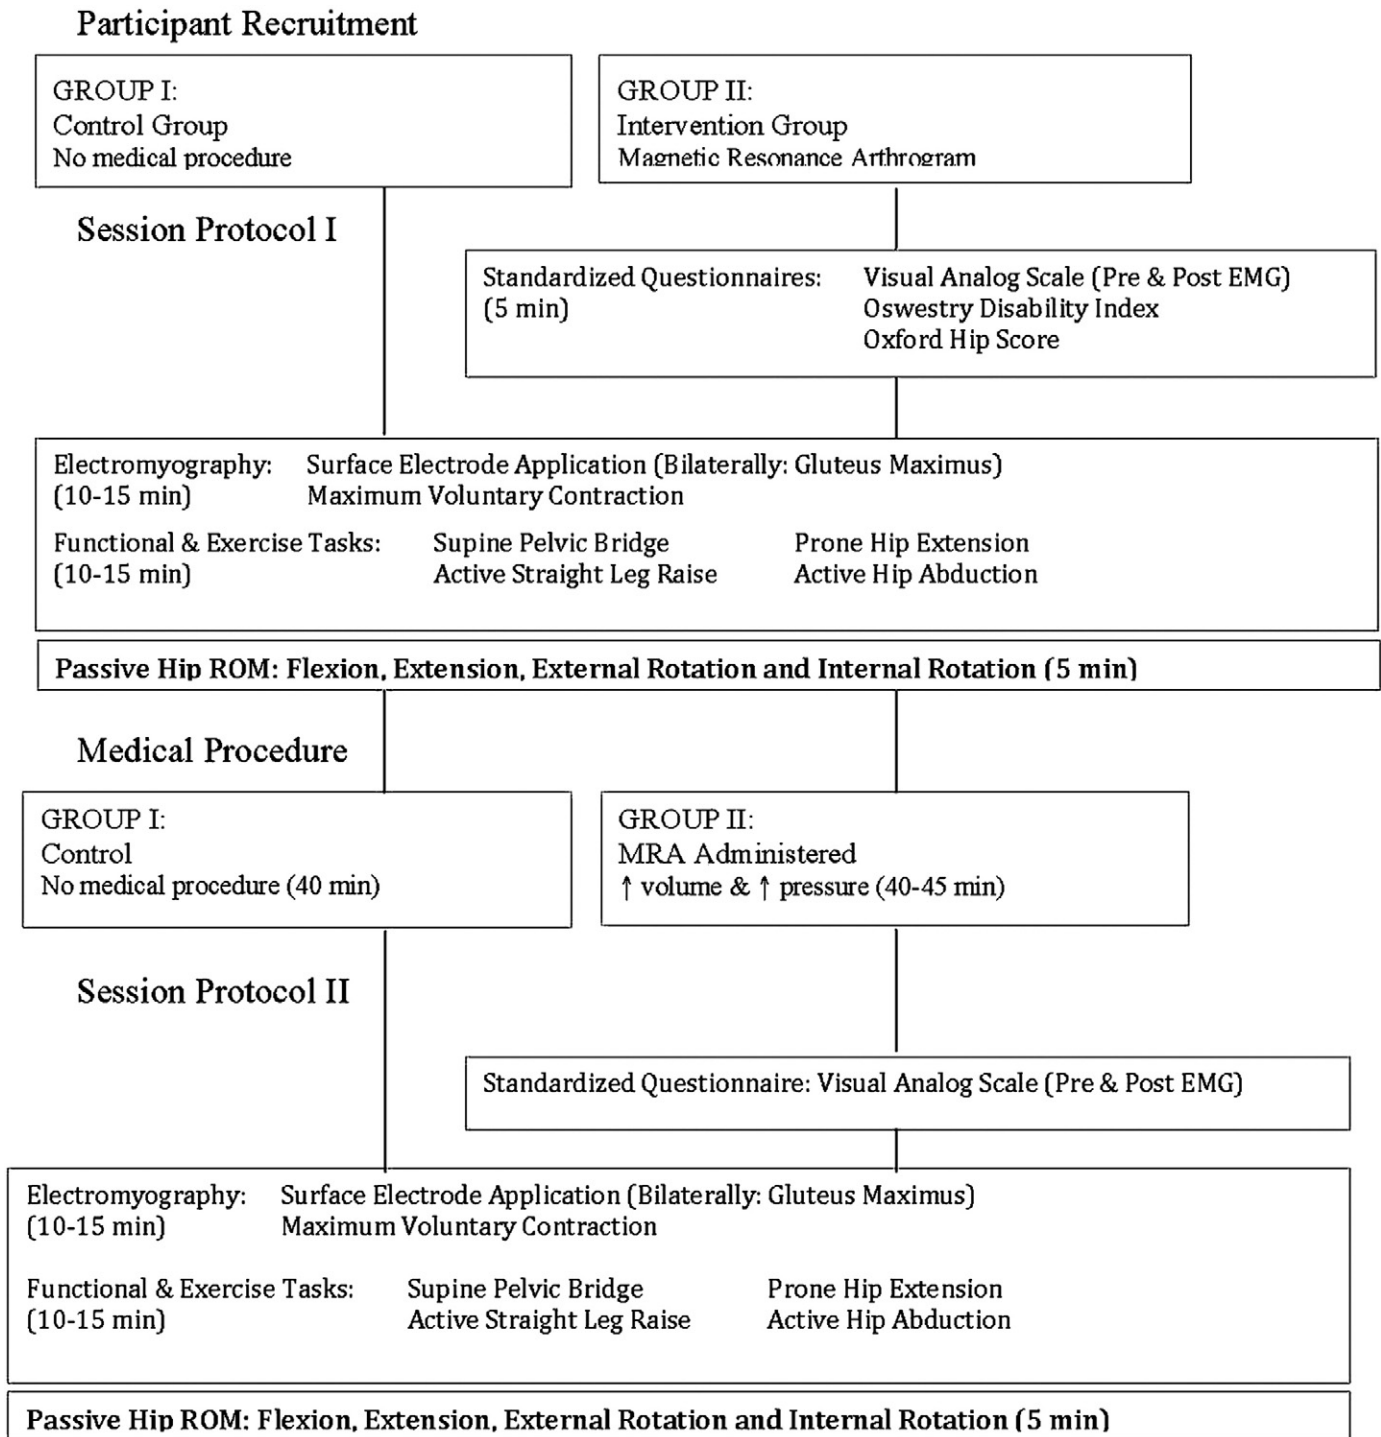 Participant Recruitment
GROUP I:
Control Group
No medical procedure
GROUP II:
Intervention Group
Magnetic Resonance Arthrogram
Session Protocol I
Standardized Questionnaires: Visual Analog Scale (Pre & Post EMG)
(5 min) Oswestry Disability Index
Oxford Hip Score
Electromyography: Surface Electrode Application (Bilaterally: Gluteus Maximus)
(10-15 min) Maximum Voluntary Contraction
Functional & Exercise Tasks: Supine Pelvic Bridge Prone Hip Extension
(10-15 min) Active Straight Leg Raise Active Hip Abduction
Passive Hip ROM: Flexion, Extension, External Rotation and Internal Rotation (5 min)
Medical Procedure
GROUP I:
Control
No medical procedure (40 min)
GROUP II:
MRA Administered
↑ volume & ↑ pressure (40-45 min)
Session Protocol II
Standardized Questionnaire: Visual Analog Scale (Pre & Post EMG)
Electromyography: Surface Electrode Application (Bilaterally: Gluteus Maximus)
(10-15 min) Maximum Voluntary Contraction
Functional & Exercise Tasks: Supine Pelvic Bridge Prone Hip Extension
(10-15 min) Active Straight Leg Raise Active Hip Abduction
Passive Hip ROM: Flexion, Extension, External Rotation and Internal Rotation (5 min)